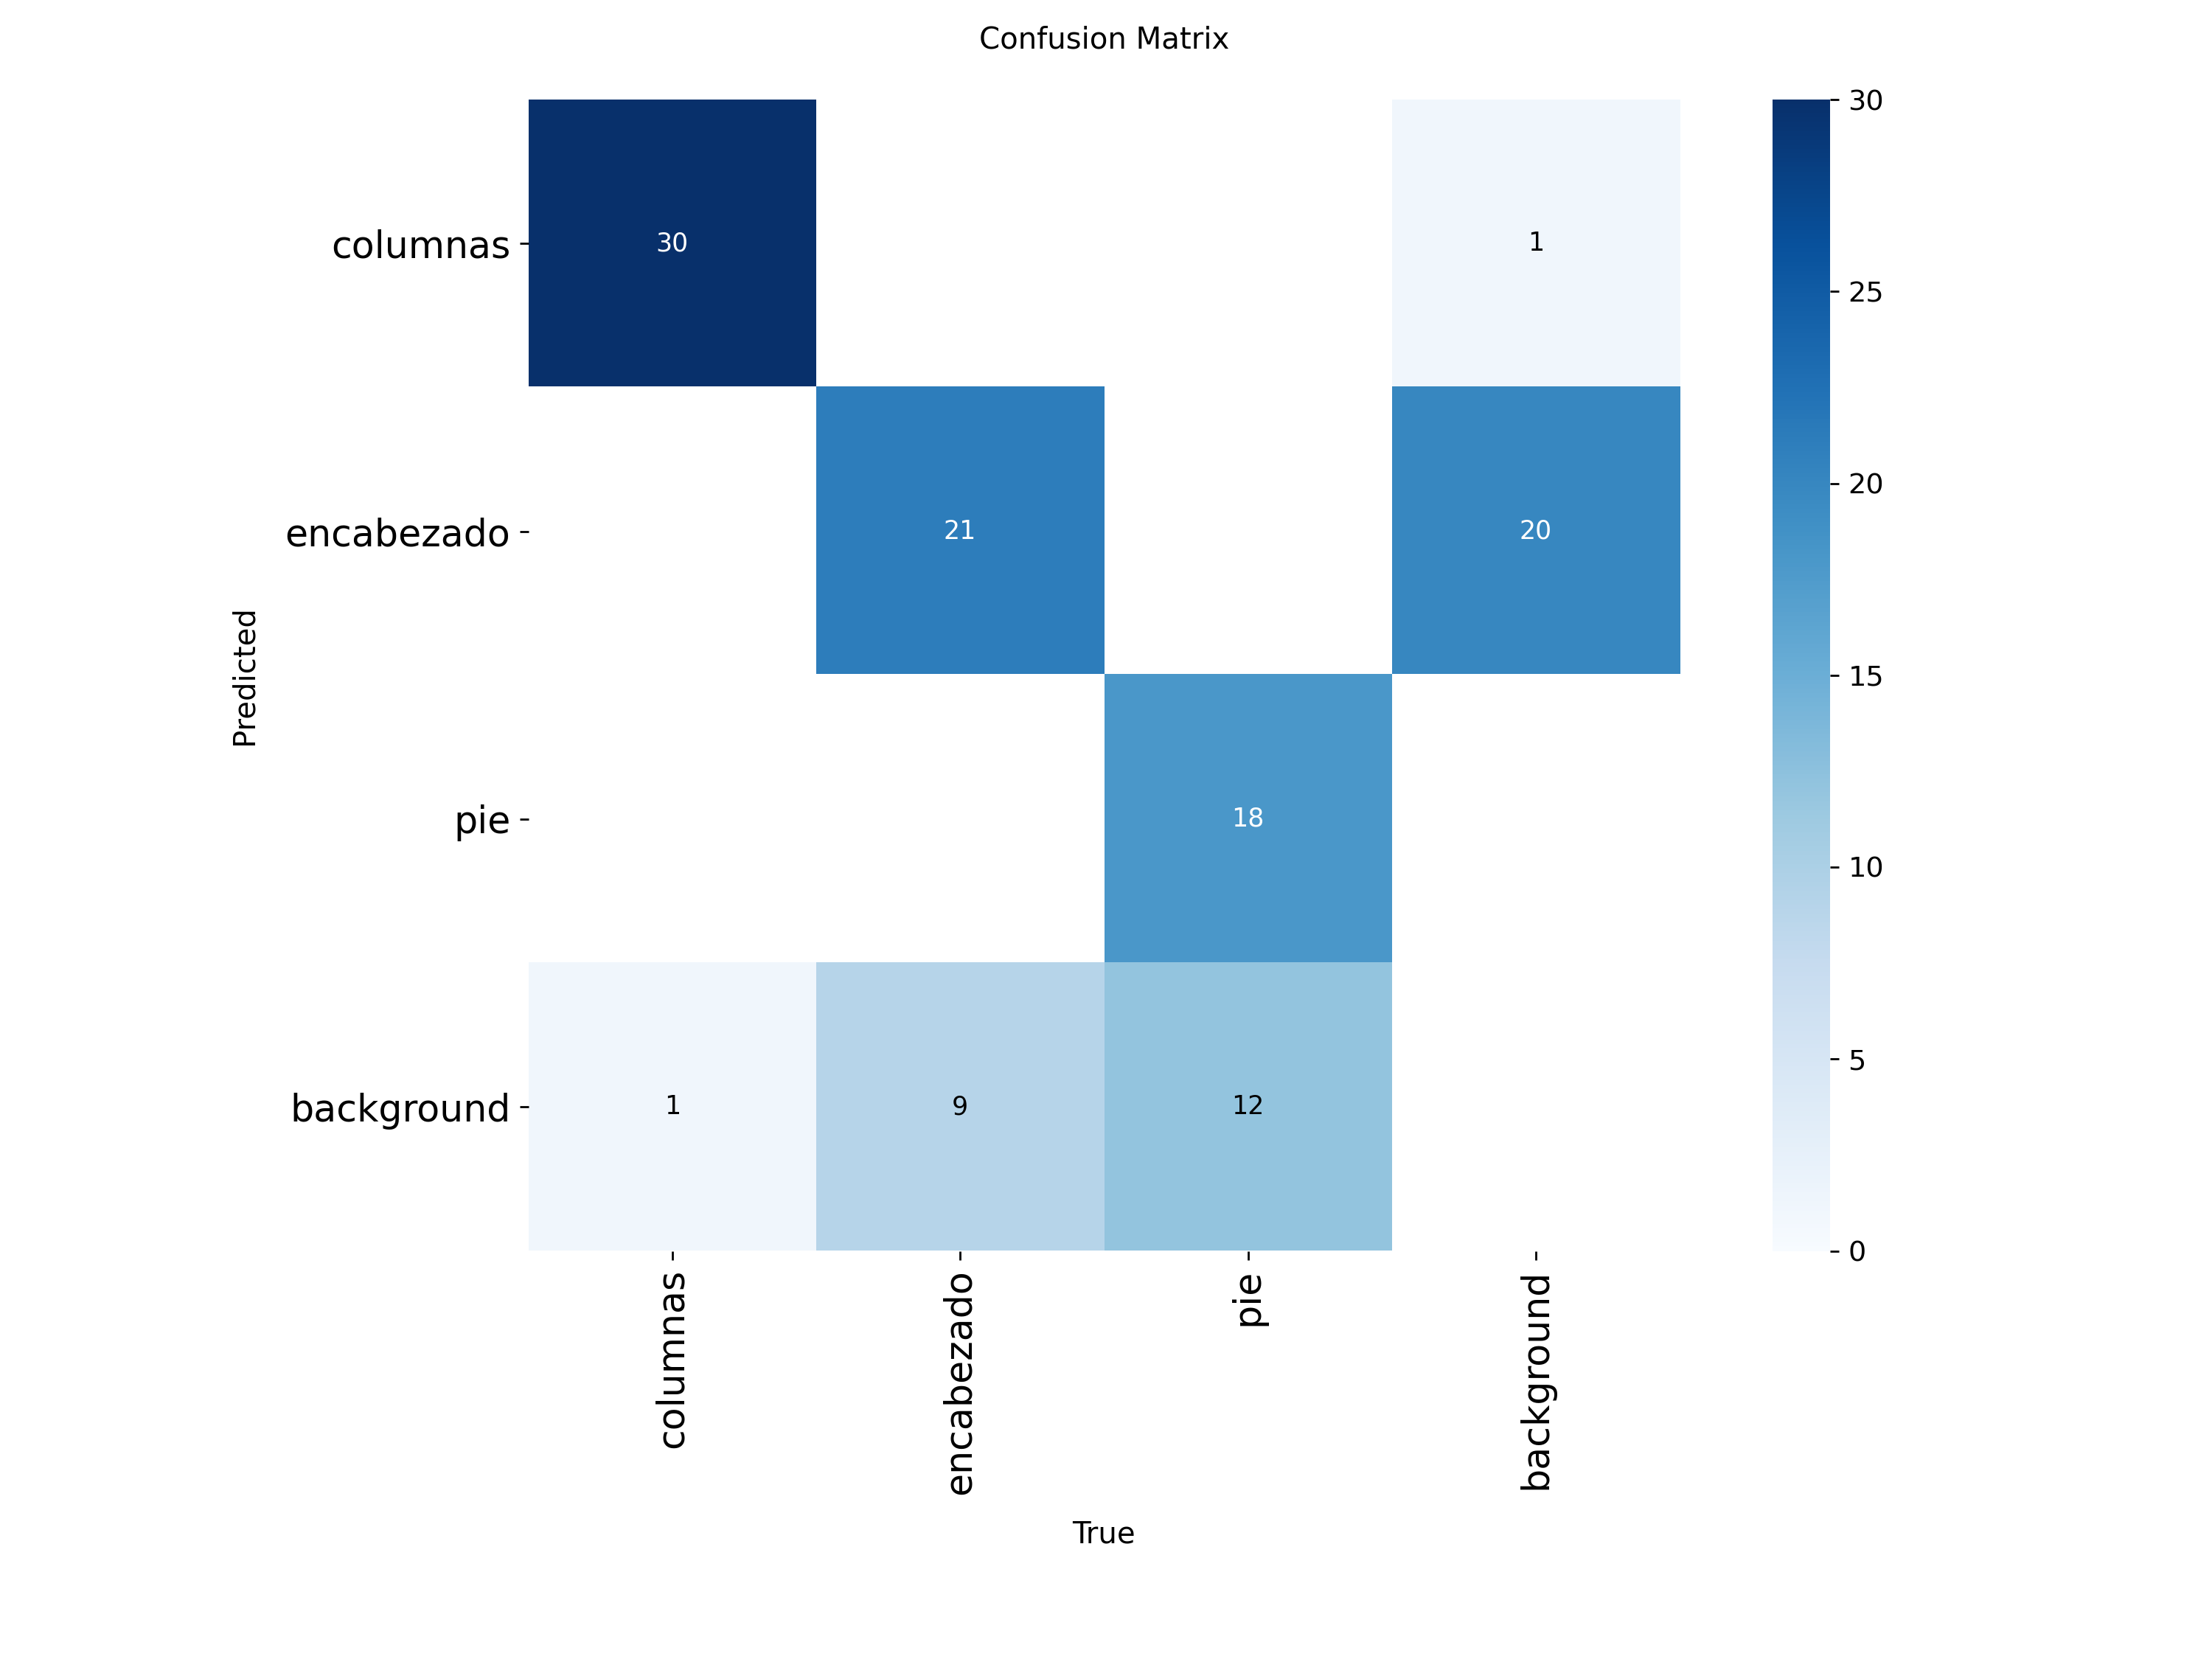 Confusion Matrix
columnas
30
1
encabezado
21
20
pie
18
background
1
9
12
Predicted
columnas
encabezado
pie
background
True
30
25
20
15
10
5
0